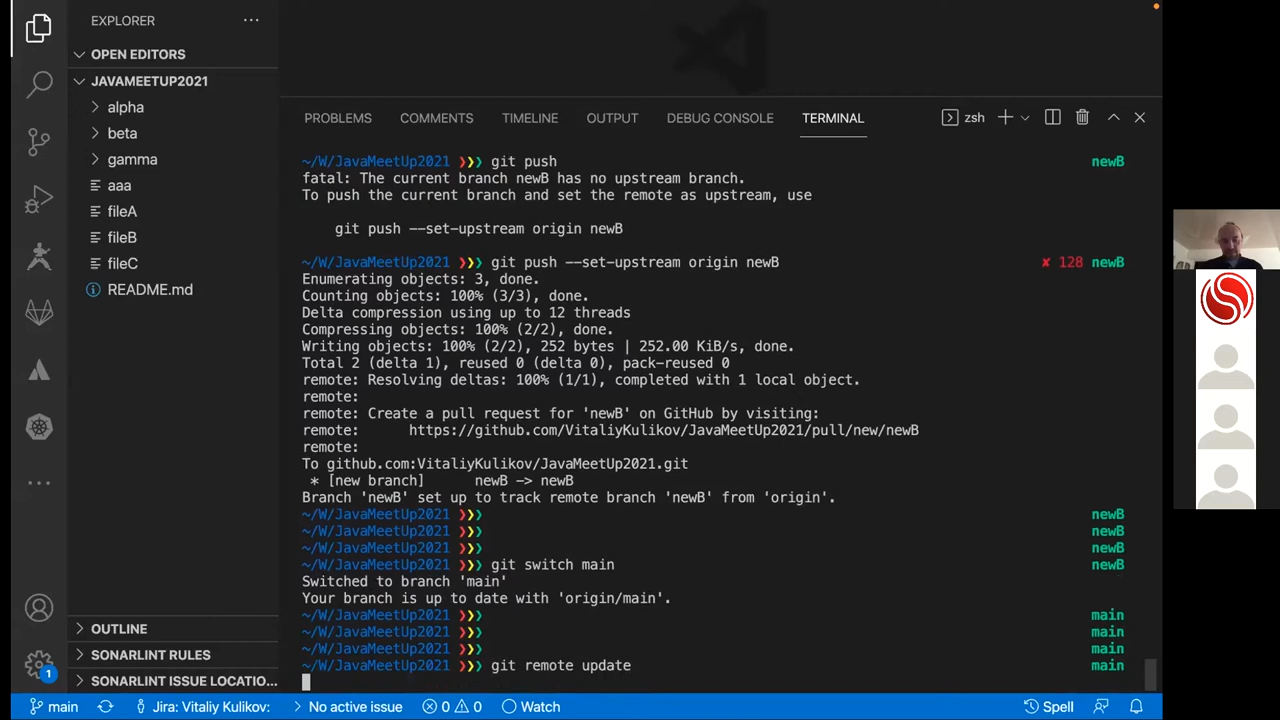 EXPLORER
OPEN EDITORS
JAVAMEETUP2021
alpha
beta
gamma
aaa
fileA
fileB
fileC
README.md
OUTLINE
SONARLINT RULES
SONARLINT ISSUE LOCATIO...
PROBLEMS COMMENTS TIMELINE OUTPUT DEBUG CONSOLE TERMINAL zsh
~/W/JavaMeetUp2021 ❯❯❯ git push newB
fatal: The current branch newB has no upstream branch.
To push the current branch and set the remote as upstream, use
git push --set-upstream origin newB
~/W/JavaMeetUp2021 ❯❯❯ git push --set-upstream origin newB ✘ 128 newB
Enumerating objects: 3, done.
Counting objects: 100% (3/3), done.
Delta compression using up to 12 threads
Compressing objects: 100% (2/2), done.
Writing objects: 100% (2/2), 252 bytes | 252.00 KiB/s, done.
Total 2 (delta 1), reused 0 (delta 0), pack-reused 0
remote: Resolving deltas: 100% (1/1), completed with 1 local object.
remote:
remote: Create a pull request for 'newB' on GitHub by visiting:
remote: https://github.com/VitaliyKulikov/JavaMeetUp2021/pull/new/newB
remote:
To github.com:VitaliyKulikov/JavaMeetUp2021.git
* [new branch] newB -> newB
Branch 'newB' set up to track remote branch 'newB' from 'origin'.
~/W/JavaMeetUp2021 ❯❯❯ newB
~/W/JavaMeetUp2021 ❯❯❯ newB
~/W/JavaMeetUp2021 ❯❯❯ newB
~/W/JavaMeetUp2021 ❯❯❯ git switch main newB
Switched to branch 'main'
Your branch is up to date with 'origin/main'.
~/W/JavaMeetUp2021 ❯❯❯ main
~/W/JavaMeetUp2021 ❯❯❯ main
~/W/JavaMeetUp2021 ❯❯❯ main
~/W/JavaMeetUp2021 ❯❯❯ git remote update main
1
main Jira: Vitaliy Kulikov: No active issue 0 0 Watch Spell